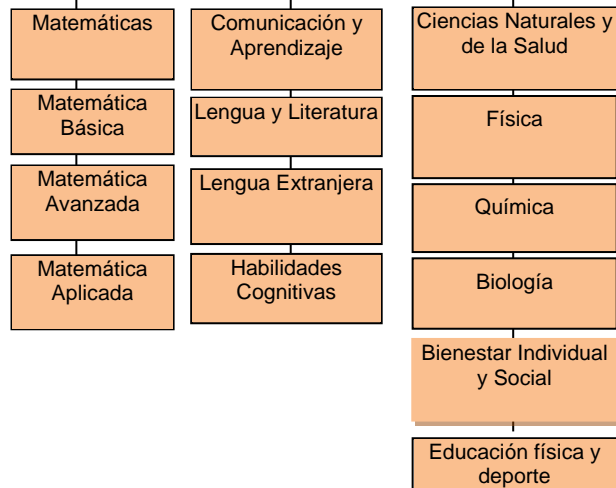 Matemáticas
Matemática
Básica
Matemática
Avanzada
Matemática
Aplicada
Comunicación y
Aprendizaje
Lengua y Literatura
Lengua Extranjera
Habilidades
Cognitivas
Ciencias Naturales y
de la Salud
Física
Química
Biología
Bienestar Individual
y Social
Educación física y
deporte